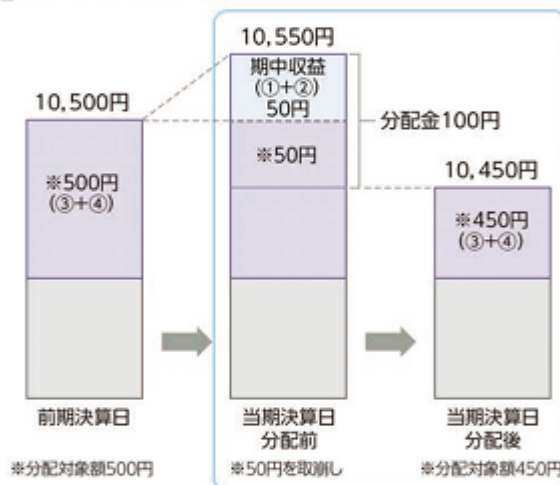 10,550円
期中収益
(①+②)
50円
10,500円
分配金100円
※50円
※500円
(③+④)
10,450円
※450円
(③+④)
前期決算日
当期決算日
分配前
当期決算日
分配後
※分配対象額500円
※50円を取崩し
※分配対象額450円